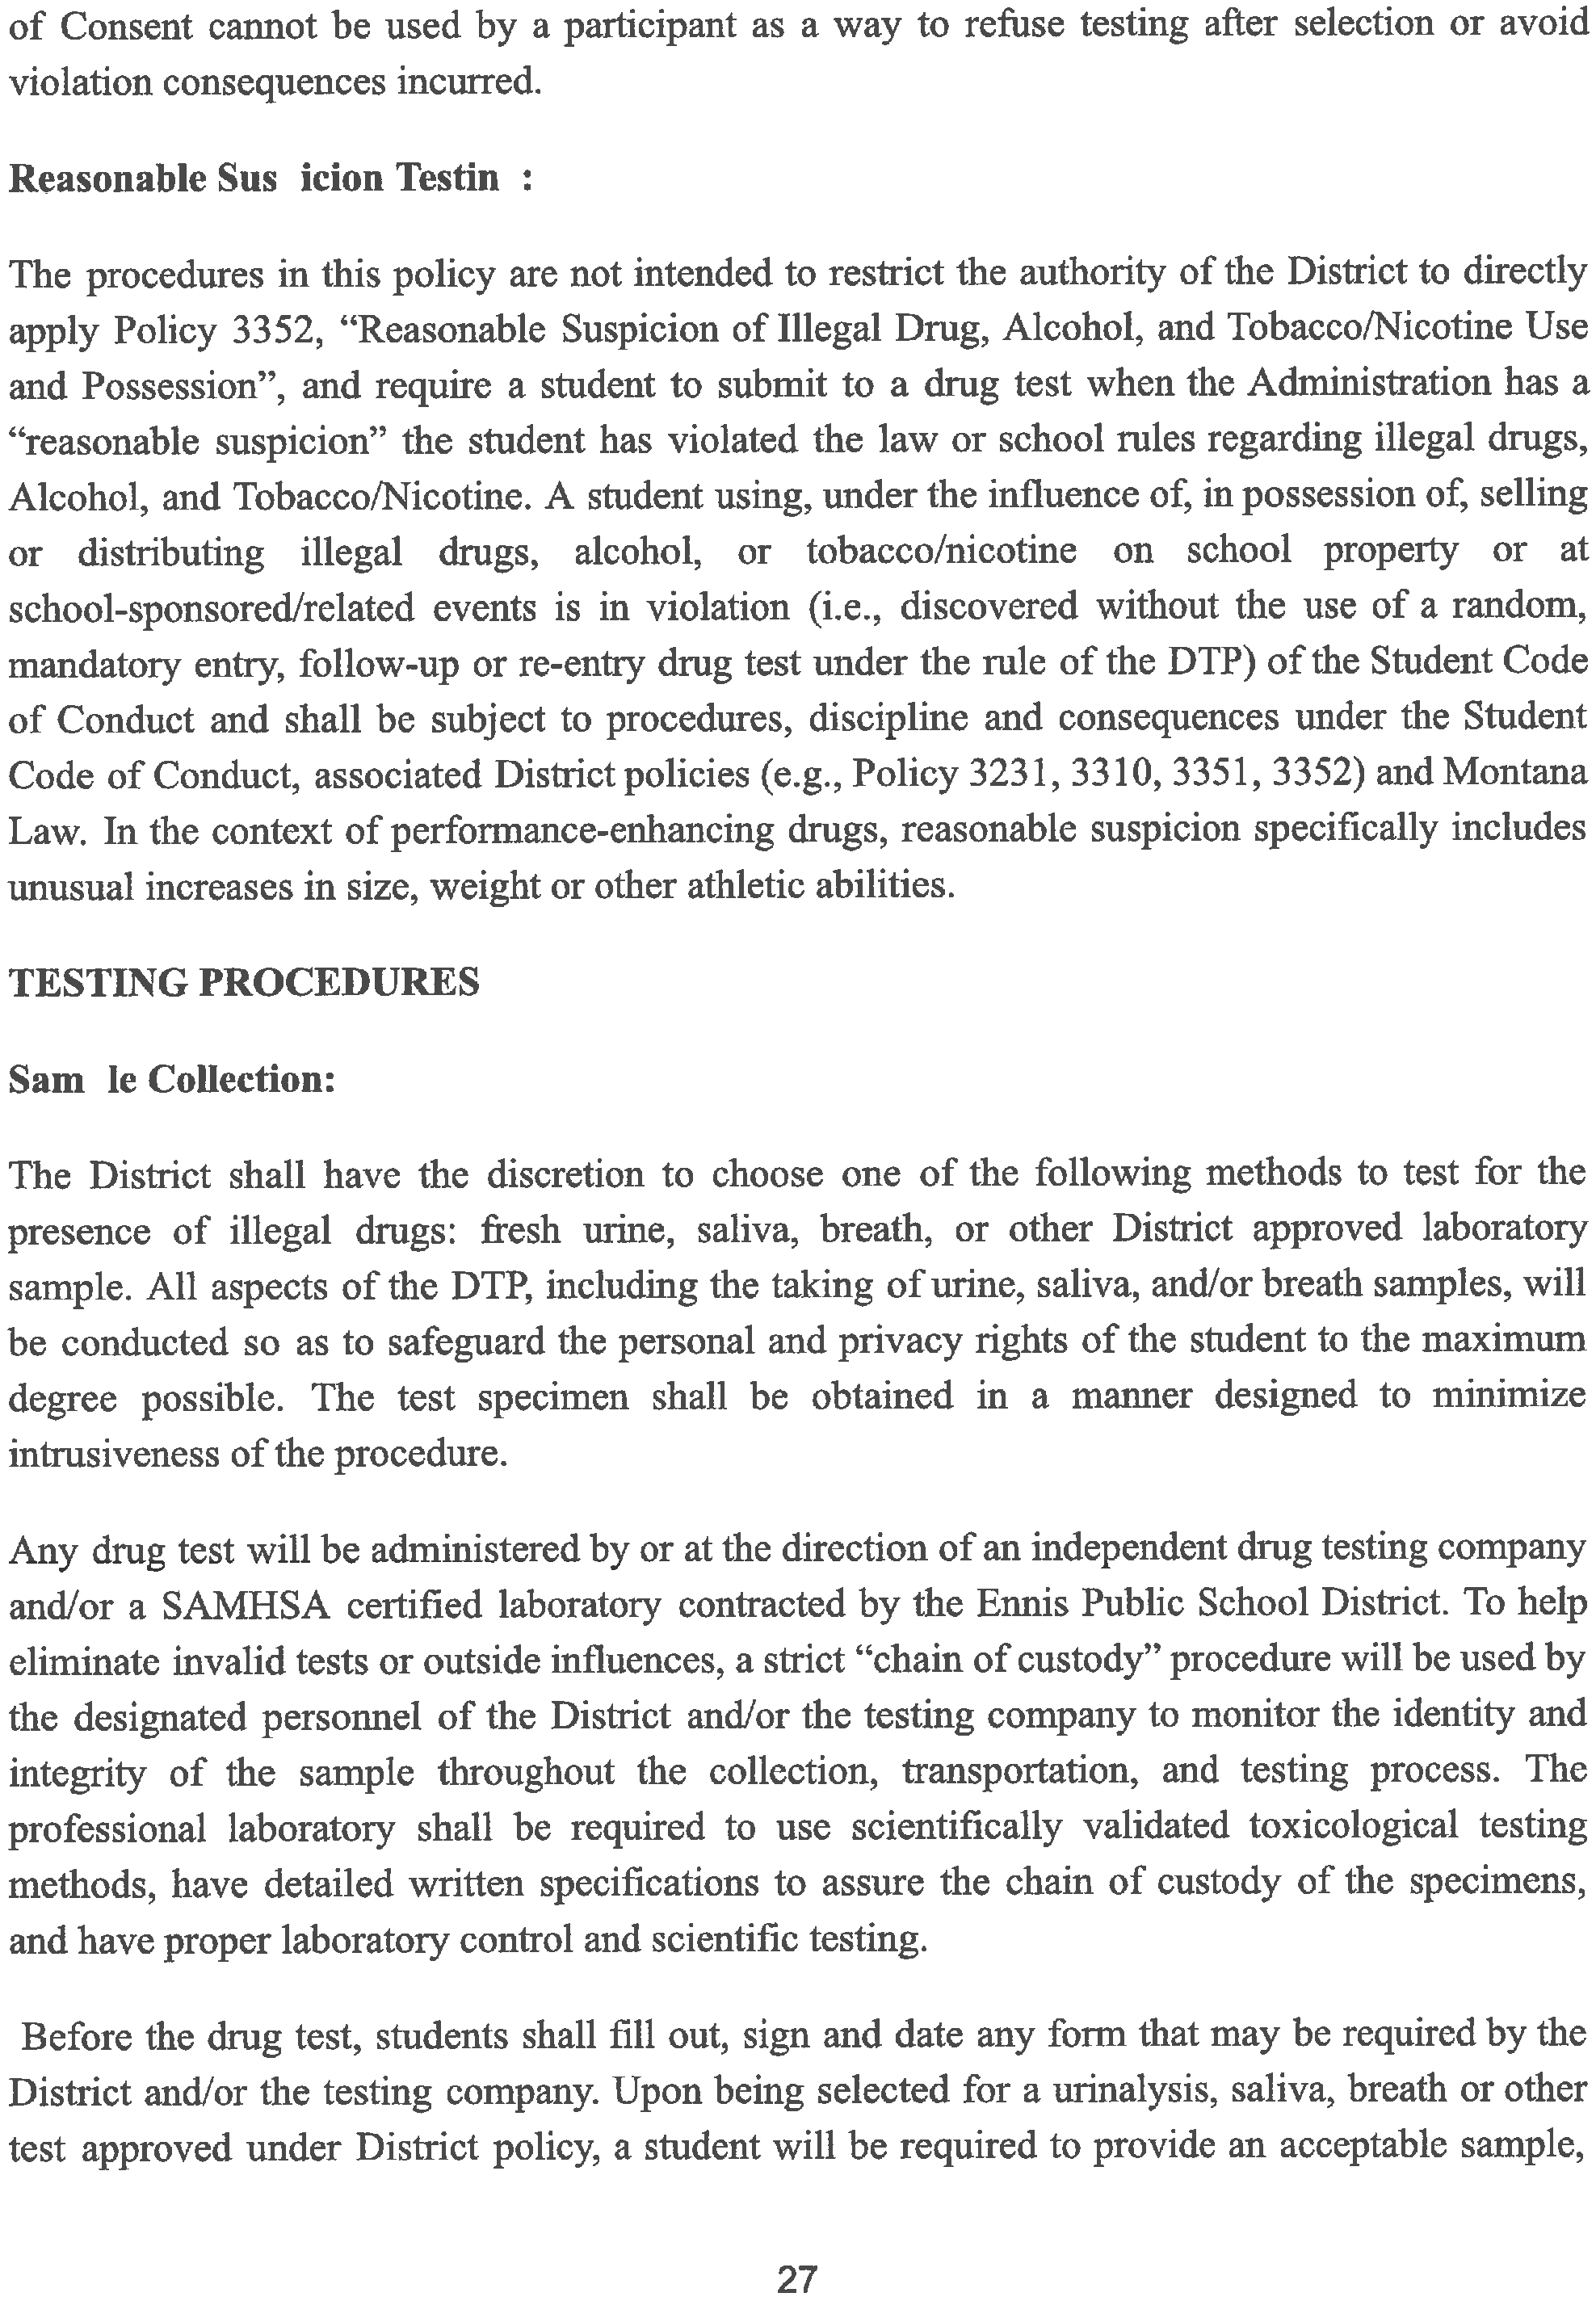 of Consent cannot be used by a participant as a way to refuse testing after selection or avoid
violation consequences incurred.
Reasonable Sus icion Testin :
The procedures in this policy are not intended to restrict the authority of the District to directly
apply Policy 3352, “Reasonable Suspicion of Illegal Drug, Alcohol, and Tobacco/Nicotine Use
and Possession”, and require a student to submit to a drug test when the Administration has a
“reasonable suspicion” the student has violated the law or school rules regarding illegal drugs,
Alcohol, and Tobacco/Nicotine. A student using, under the influence of, in possession of, selling
or distributing illegal drugs, alcohol, or tobacco/nicotine on school property or at
school-sponsored/related events is in violation (i.e., discovered without the use of a random,
mandatory entry, follow-up or re-entry drug test under the rule of the DTP) of the Student Code
of Conduct and shall be subject to procedures, discipline and consequences under the Student
Code of Conduct, associated District policies (e.g., Policy 3231, 3310, 3351, 3352) and Montana
Law. In the context of performance-enhancing drugs, reasonable suspicion specifically includes
unusual increases in size, weight or other athletic abilities.
TESTING PROCEDURES
Sam le Collection:
The District shall have the discretion to choose one of the following methods to test for the
presence of illegal drugs: fresh urine, saliva, breath, or other District approved laboratory
sample. All aspects of the DTP, including the taking of urine, saliva, and/or breath samples, will
be conducted so as to safeguard the personal and privacy rights of the student to the maximum
degree possible. The test specimen shall be obtained in a manner designed to minimize
intrusiveness of the procedure.
Any drug test will be administered by or at the direction of an independent drug testing company
and/or a SAMHSA certified laboratory contracted by the Ennis Public School District. To help
eliminate invalid tests or outside influences, a strict “chain of custody” procedure will be used by
the designated personnel of the District and/or the testing company to monitor the identity and
integrity of the sample throughout the collection, transportation, and testing process. The
professional laboratory shall be required to use scientifically validated toxicological testing
methods, have detailed written specifications to assure the chain of custody of the specimens,
and have proper laboratory control and scientific testing.
Before the drug test, students shall fill out, sign and date any form that may be required by the
District and/or the testing company. Upon being selected for a urinalysis, saliva, breath or other
test approved under District policy, a student will be required to provide an acceptable sample,
27